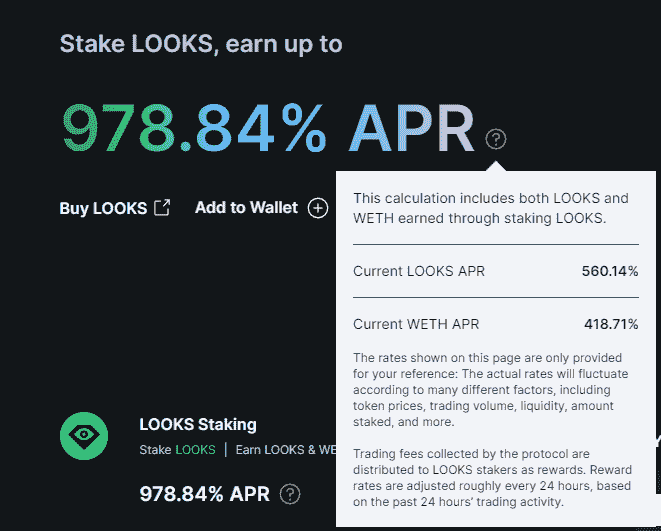 Stake LOOKS, earn up to
978.84% APR ?
Buy LOOKS
Add to Wallet
This calculation includes both LOOKS and
WETH earned through staking LOOKS.
Current LOOKS APR 560.14%
Current WETH APR 418.71%
The rates shown on this page are only provided
for your reference: The actual rates will fluctuate
according to many different factors, including
token prices, trading volume, liquidity, amount
staked, and more.
Trading fees collected by the protocol are
distributed to LOOKS stakers as rewards. Reward
rates are adjusted roughly every 24 hours, based
on the past 24 hours’ trading activity.
LOOKS Staking
Stake LOOKS | Earn LOOKS & WE
978.84% APR ?